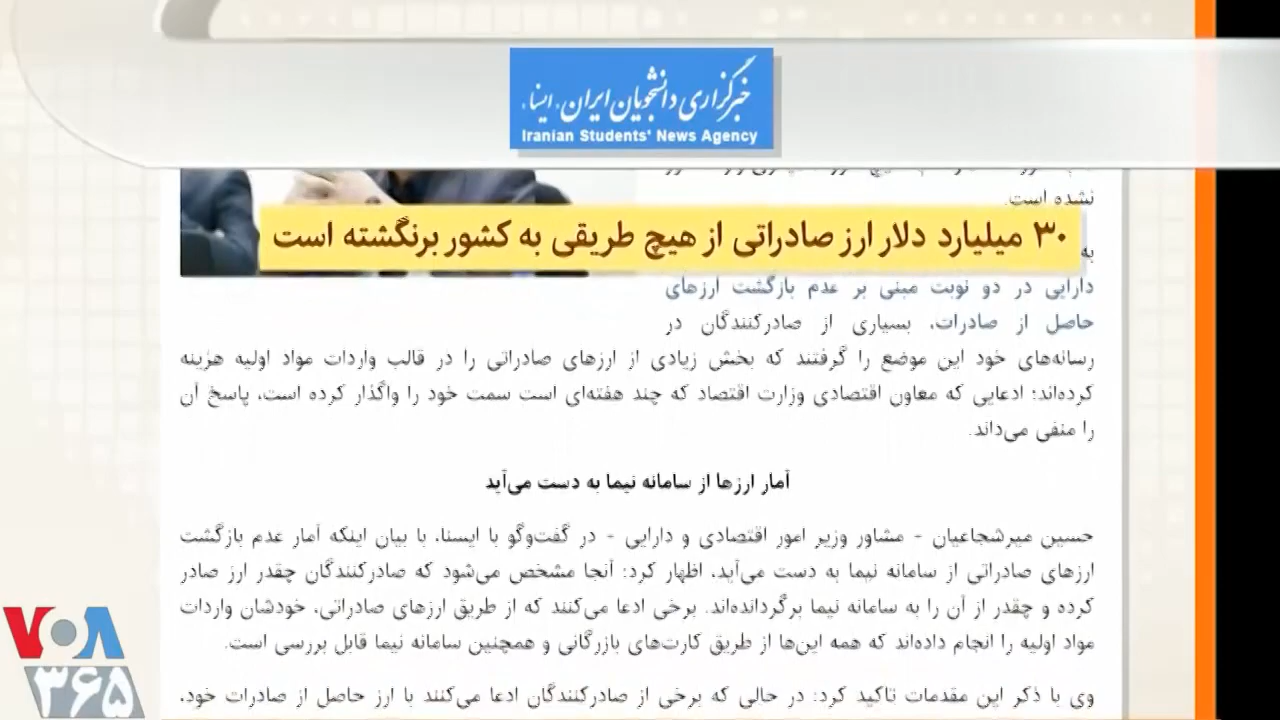 خبرگزاری دانشجویان ایران، ایسنا،
Iranian Students' News Agency
نشده است.
۳۰ میلیارد دلار ارز صادراتی از هیچ طریقی به کشور برنگشته است
به
دارایی در دو نوبت مبنی بر عدم بازگشت ارزهای
حاصل از صادرات، بسیاری از صادرکنندگان در
رسانه‌های خود این موضع را گرفتند که بخش زیادی از ارزهای صادراتی را در قالب واردات مواد اولیه هزینه
کرده‌اند؛ ادعایی که معاون اقتصادی وزارت اقتصاد که چند هفته‌ای است سمت خود را واگذار کرده است، پاسخ آن
را منفی می‌داند.
آمار ارزها از سامانه نیما به دست می‌آید
حسین میرشجاعیان - مشاور وزیر امور اقتصادی و دارایی - در گفت‌وگو با ایسنا، با بیان اینکه آمار عدم بازگشت
ارزهای صادراتی از سامانه نیما به دست می‌آید، اظهار کرد: آنجا مشخص می‌شود که صادرکنندگان چقدر ارز صادر
کرده و چقدر از آن را به سامانه نیما برگردانده‌اند. برخی ادعا می‌کنند که از طریق ارزهای صادراتی، خودشان واردات
مواد اولیه را انجام داده‌اند که همه این‌ها از طریق کارت‌های بازرگانی و همچنین سامانه نیما قابل بررسی است.
وی با ذکر این مقدمات تاکید کرد: در حالی که برخی از صادرکنندگان ادعا می‌کنند با ارز حاصل از صادرات خود،
VOA
۳۶۵